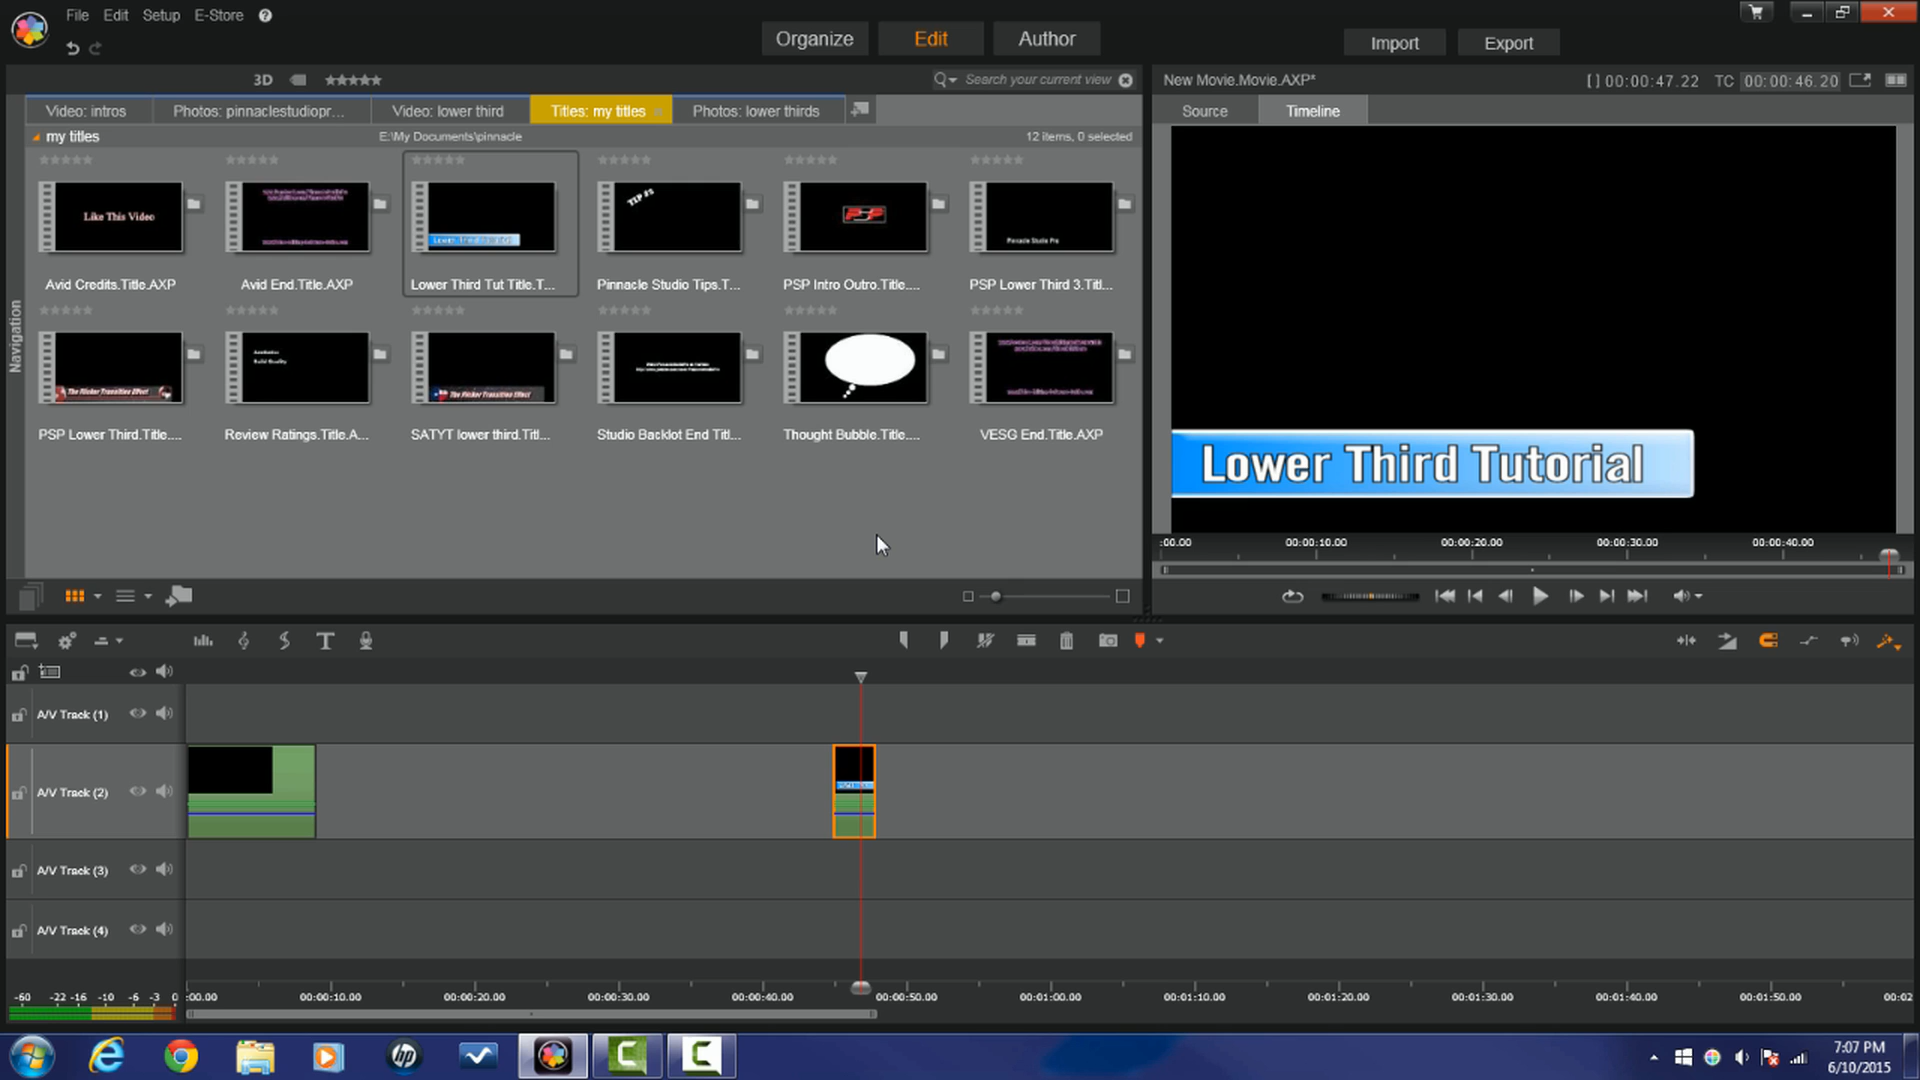 File Edit Setup E-Store ?
Organize Edit Author
Import Export
3D
Search your current view
New Movie.Movie.AXP*
[ ] 00:00:47.22 TC 00:00:46.20
Video: intros Photos: pinnaclestudiopr... Video: lower third Titles: my titles Photos: lower thirds
Source Timeline
my titles E:\My Documents\pinnacle 12 items, 0 selected
Like This Video
TIP #5
PSP
Pinnacle Studio Pro
Lower Third Tutorial
Avid Credits.Title.AXP Avid End.Title.AXP Lower Third Tut Title.T... Pinnacle Studio Tips.T... PSP Intro Outro.Title.... PSP Lower Third 3.Titl...
Navigation
The Flicker Transition Effect
Aesthetics
Build Quality
The Flicker Transition Effect
PSP Lower Third.Title.... Review Ratings.Title.A... SATYT lower third.Titl... Studio Backlot End Titl... Thought Bubble.Title.... VESG End.Title.AXP
Lower Third Tutorial
:00.00 00:00:10.00 00:00:20.00 00:00:30.00 00:00:40.00
A/V Track (1)
A/V Track (2)
A/V Track (3)
A/V Track (4)
-60 -22 -16 -10 -6 -3 0
:00.00 00:00:10.00 00:00:20.00 00:00:30.00 00:00:40.00 00:00:50.00 00:01:00.00 00:01:10.00 00:01:20.00 00:01:30.00 00:01:40.00 00:01:50.00 00:02
hp
7:07 PM
6/10/2015